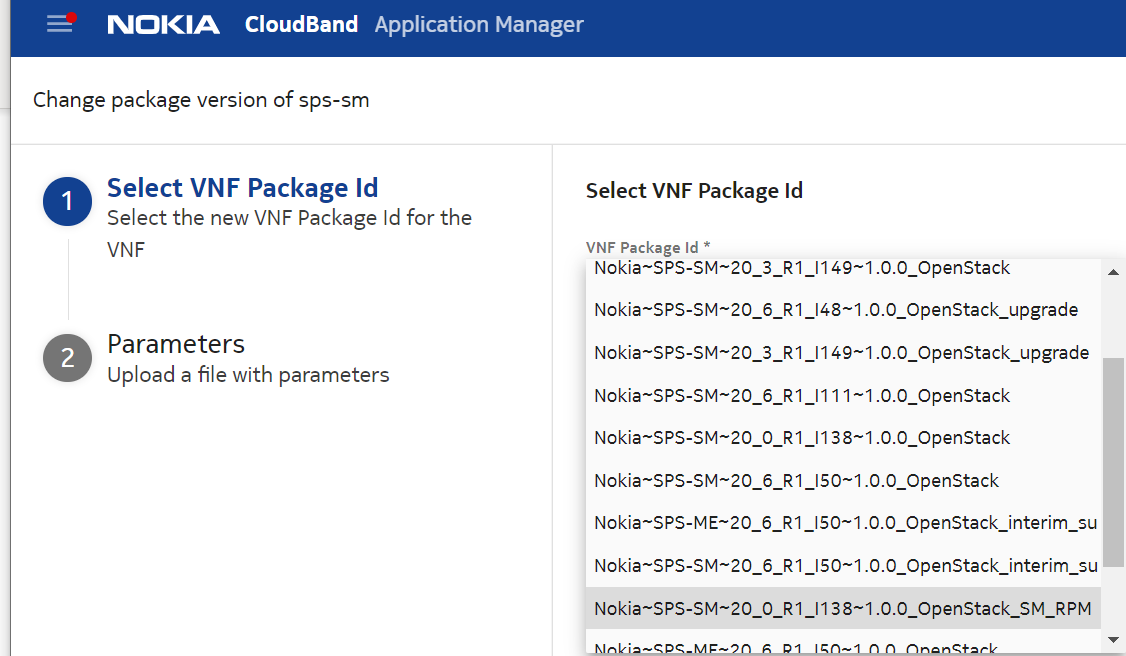 NOKIA CloudBand Application Manager
Change package version of sps-sm
1 Select VNF Package Id
Select the new VNF Package Id for the
VNF
2 Parameters
Upload a file with parameters
Select VNF Package Id
VNF Package Id *
Nokia~SPS-SM~20_3_R1_I149~1.0.0_OpenStack
Nokia~SPS-SM~20_6_R1_I48~1.0.0_OpenStack_upgrade
Nokia~SPS-SM~20_3_R1_I149~1.0.0_OpenStack_upgrade
Nokia~SPS-SM~20_6_R1_I111~1.0.0_OpenStack
Nokia~SPS-SM~20_0_R1_I138~1.0.0_OpenStack
Nokia~SPS-SM~20_6_R1_I50~1.0.0_OpenStack
Nokia~SPS-ME~20_6_R1_I50~1.0.0_OpenStack_interim_su
Nokia~SPS-SM~20_6_R1_I50~1.0.0_OpenStack_interim_su
Nokia~SPS-SM~20_0_R1_I138~1.0.0_OpenStack_SM_RPM
Nokia~SPS-ME~20_6_R1_I50~1.0.0_OpenStack